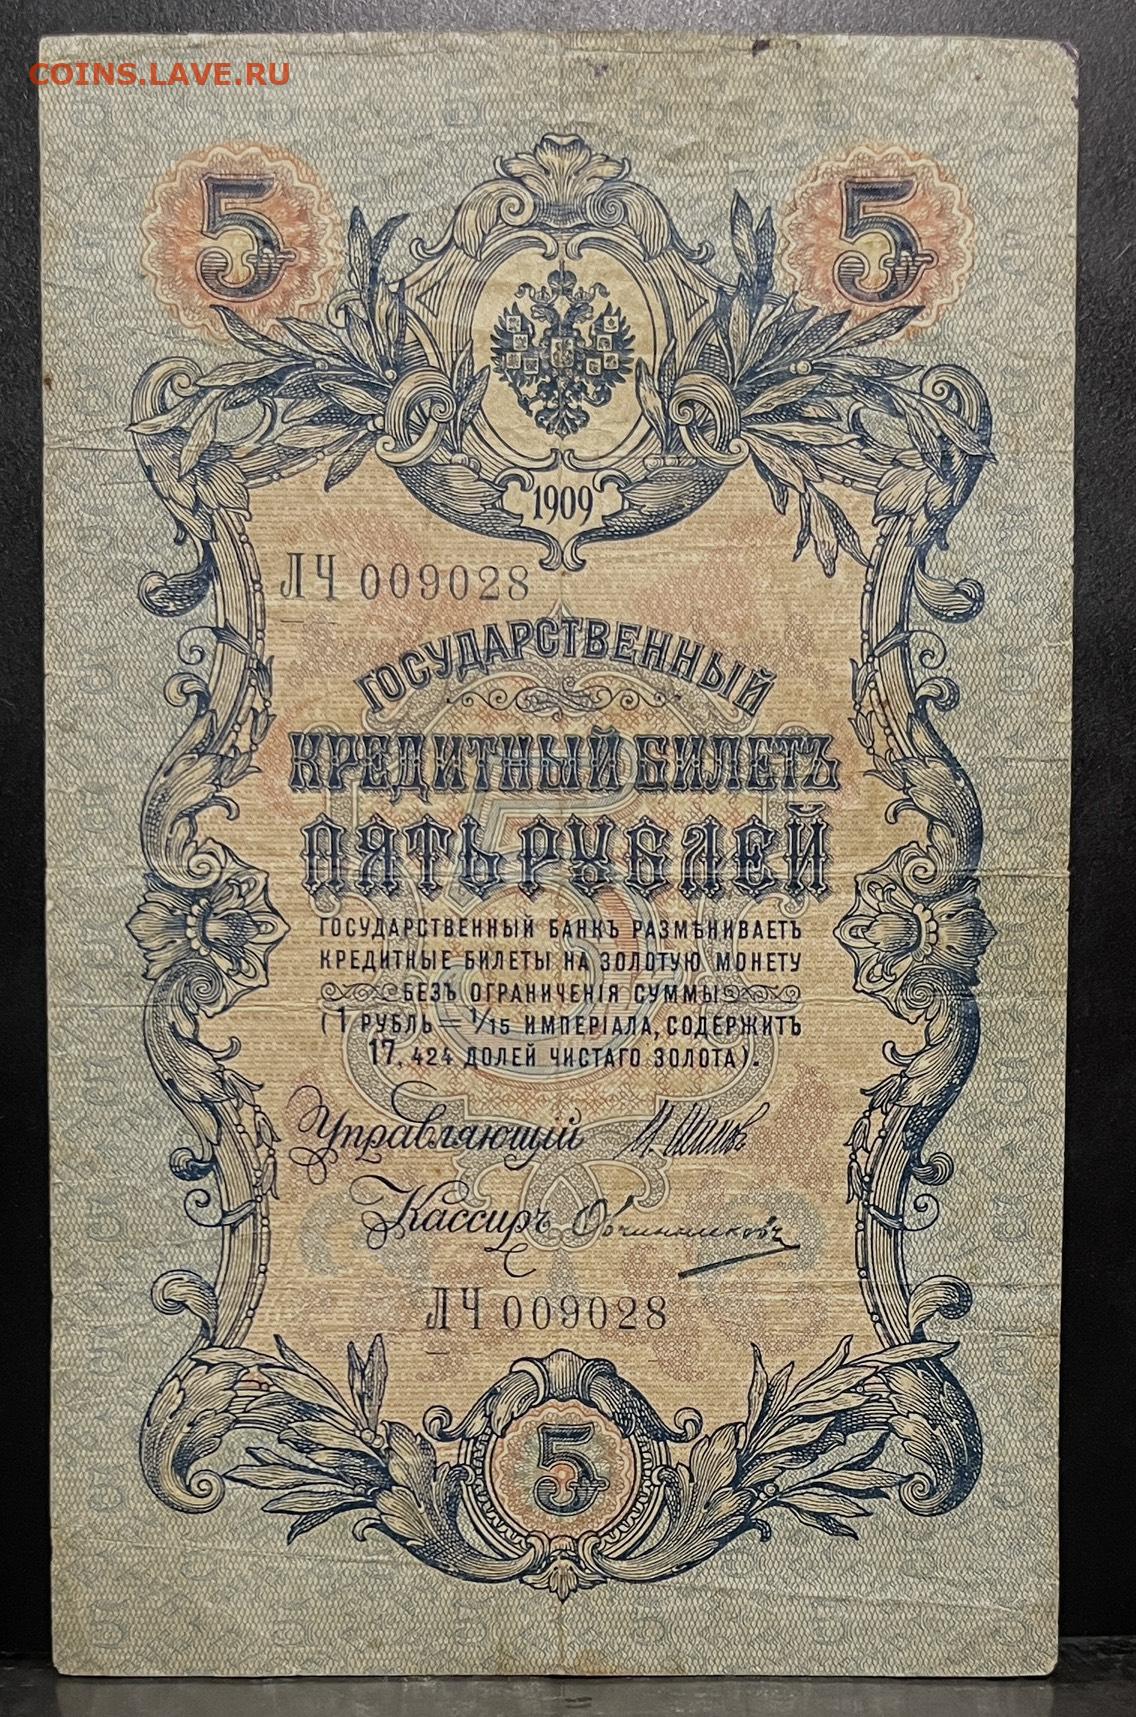 COINS.LAVE.RU
5 5
1909
ЛЧ 009028
ГОСУДАРСТВЕННЫЙ
КРЕДИТНЫЙ БИЛЕТЪ
ПЯТЬ РУБЛЕЙ
ГОСУДАРСТВЕННЫЙ БАНКЪ РАЗМѢНИВАЕТЪ
КРЕДИТНЫЕ БИЛЕТЫ НА ЗОЛОТУЮ МОНЕТУ
БЕЗЪ ОГРАНИЧЕНІЯ СУММЫ
(1 РУБЛЬ = 1/15 ИМПЕРІАЛА, СОДЕРЖИТЪ
17,424 ДОЛЕЙ ЧИСТАГО ЗОЛОТА).
Управляющій И. Шиповъ
Кассиръ Овчинниковъ
ЛЧ 009028
5